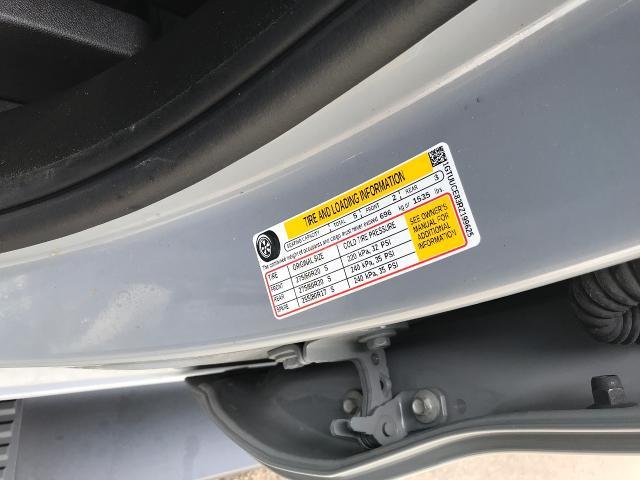 TIRE AND LOADING INFORMATION
SEATING CAPACITY TOTAL 5 FRONT 2 REAR 3
The combined weight of occupants and cargo should never exceed 696 kg or 1535 lbs.
TIRE ORIGINAL SIZE COLD TIRE PRESSURE
FRONT 275/60R20 S 220 kPa, 32 PSI
REAR 275/60R20 S 240 kPa, 35 PSI
SPARE S 240 kPa, 35 PSI
SEE OWNER'S
MANUAL FOR
ADDITIONAL
INFORMATION